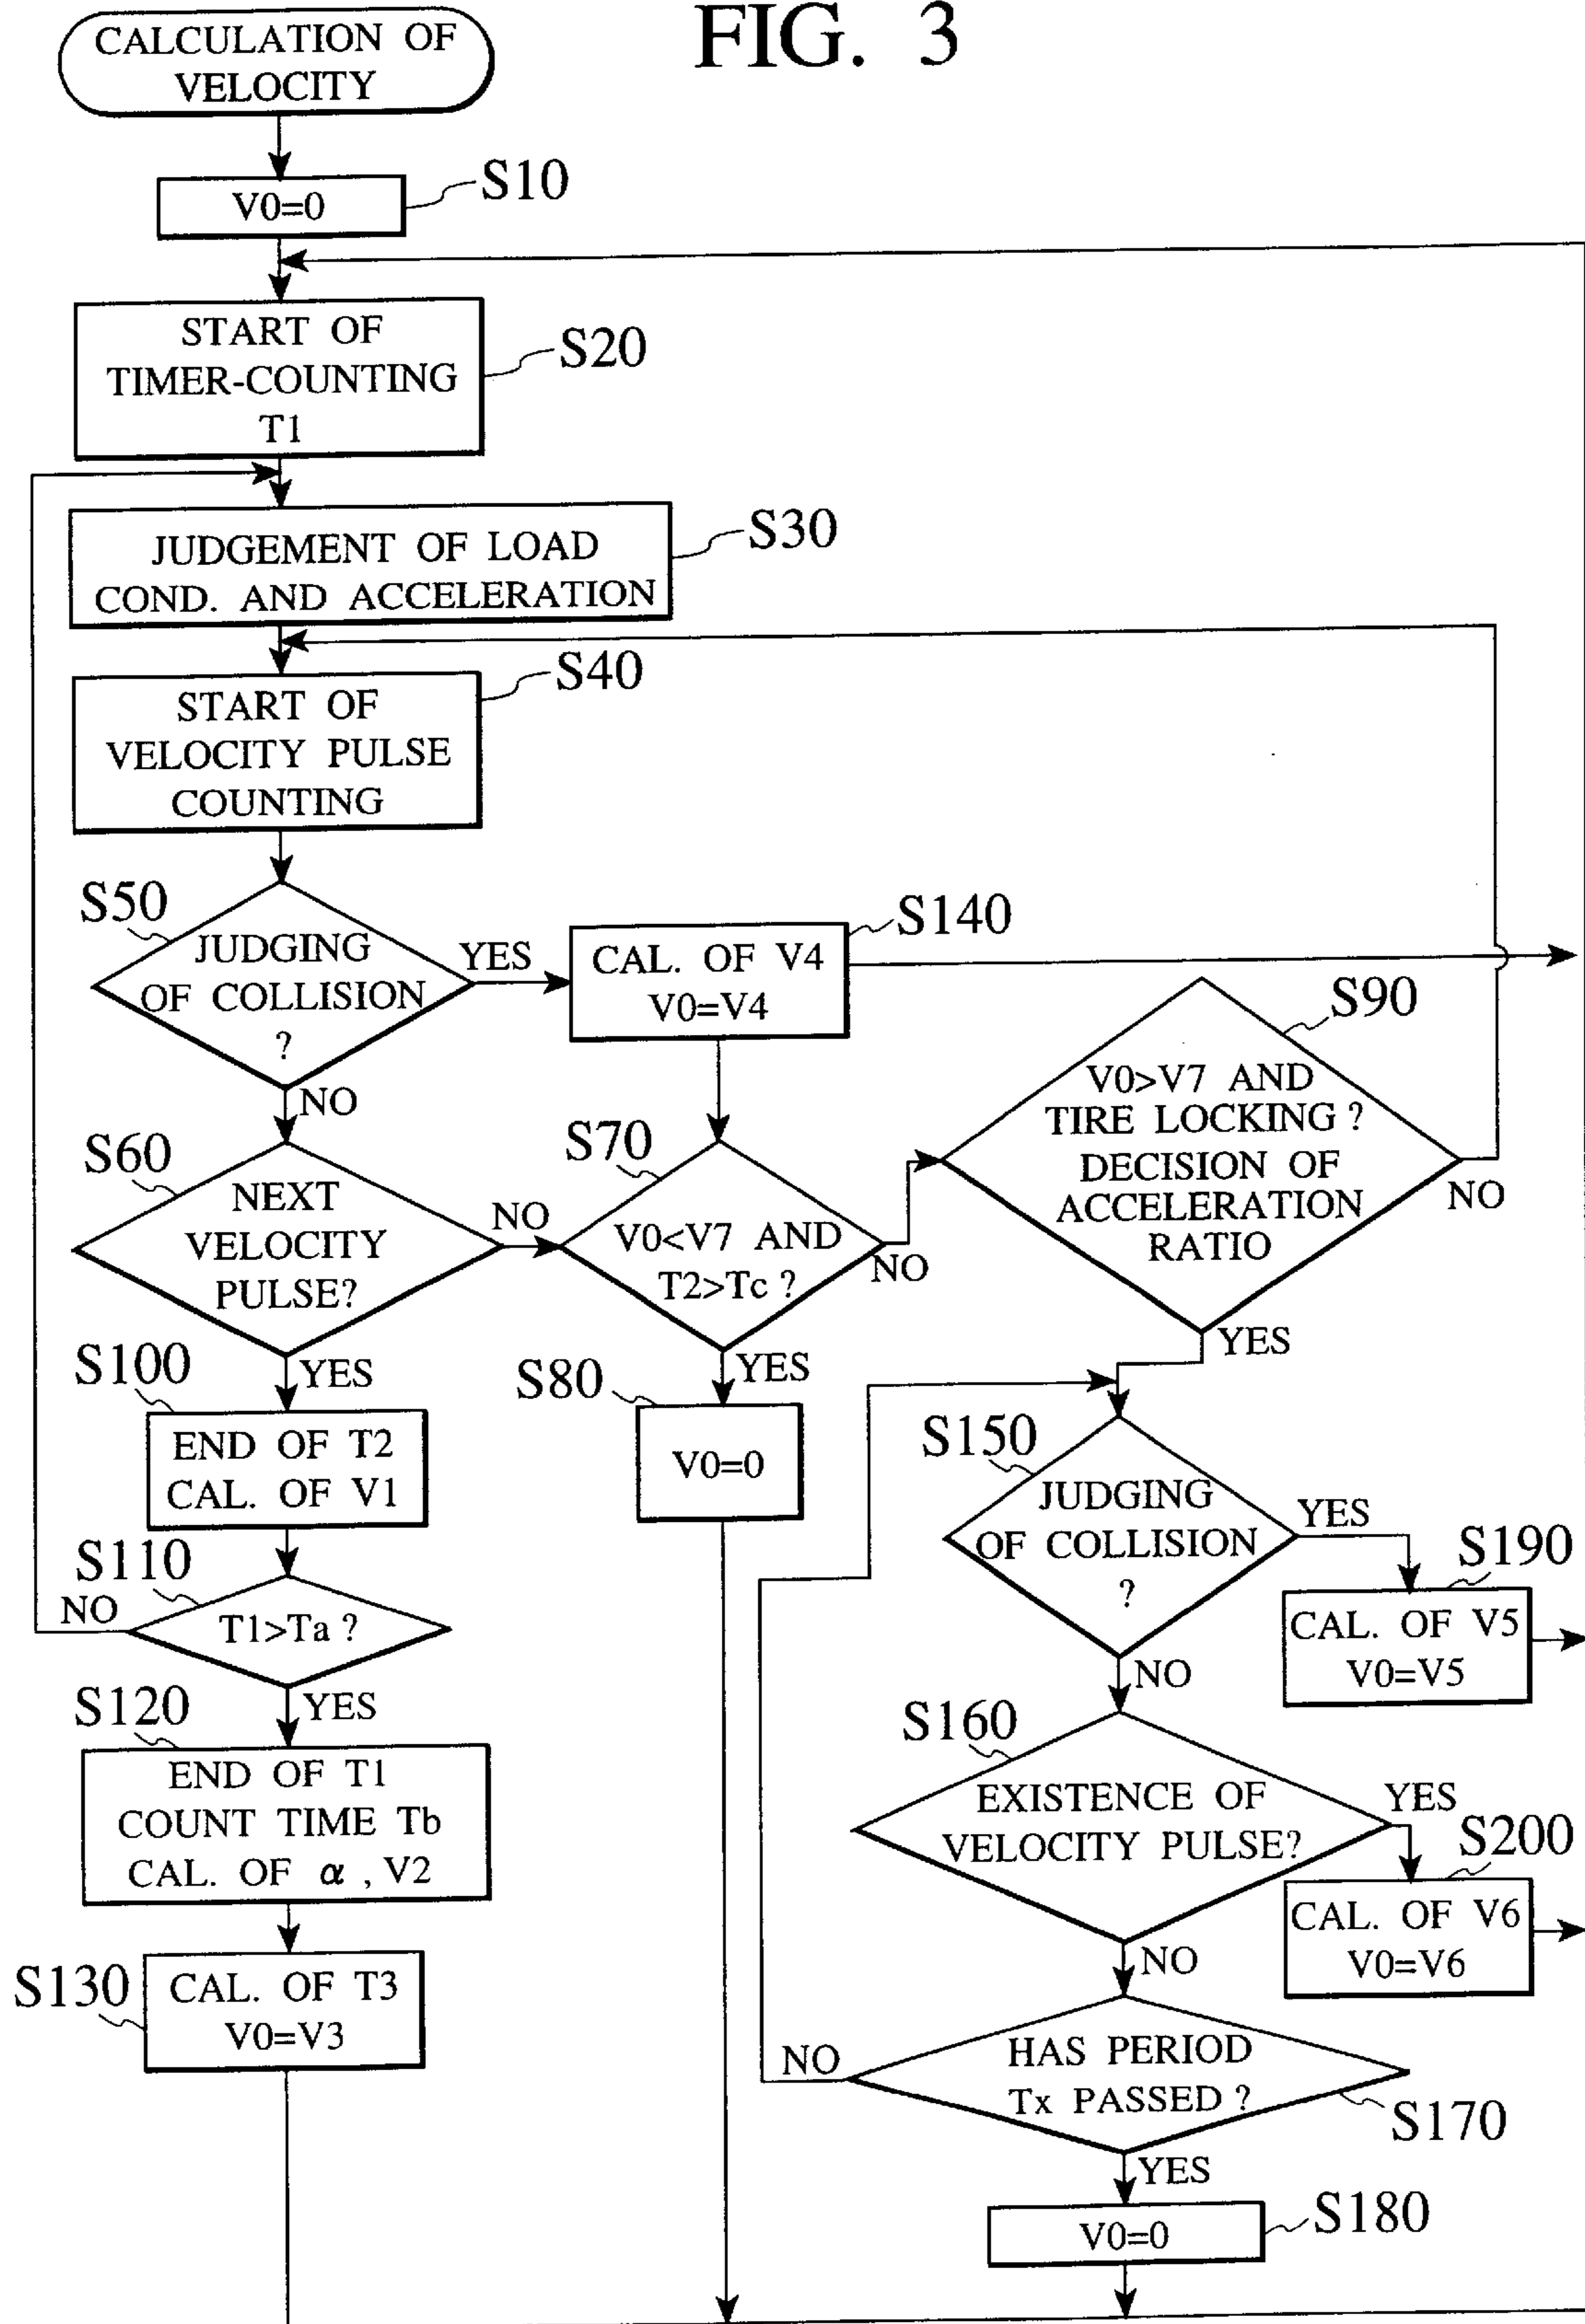 FIG. 3
CALCULATION OF
VELOCITY
V0=0
S10
START OF
TIMER-COUNTING
T1
S20
JUDGEMENT OF LOAD
COND. AND ACCELERATION
S30
START OF
VELOCITY PULSE
COUNTING
S40
S50
JUDGING
OF COLLISION
?
YES
NO
S140
CAL. OF V4
V0=V4
S60
NEXT
VELOCITY
PULSE?
NO
YES
S70
V0<V7 AND
T2>Tc ?
NO
YES
S80
V0=0
S90
V0>V7 AND
TIRE LOCKING ?
DECISION OF
ACCELERATION
RATIO
NO
YES
S100
END OF T2
CAL. OF V1
S110
T1>Ta ?
NO
YES
S120
END OF T1
COUNT TIME Tb
CAL. OF α , V2
S130
CAL. OF T3
V0=V3
S150
JUDGING
OF COLLISION
?
YES
NO
S190
CAL. OF V5
V0=V5
S160
EXISTENCE OF
VELOCITY PULSE?
YES
NO
S200
CAL. OF V6
V0=V6
HAS PERIOD
Tx PASSED ?
NO
S170
YES
V0=0
S180